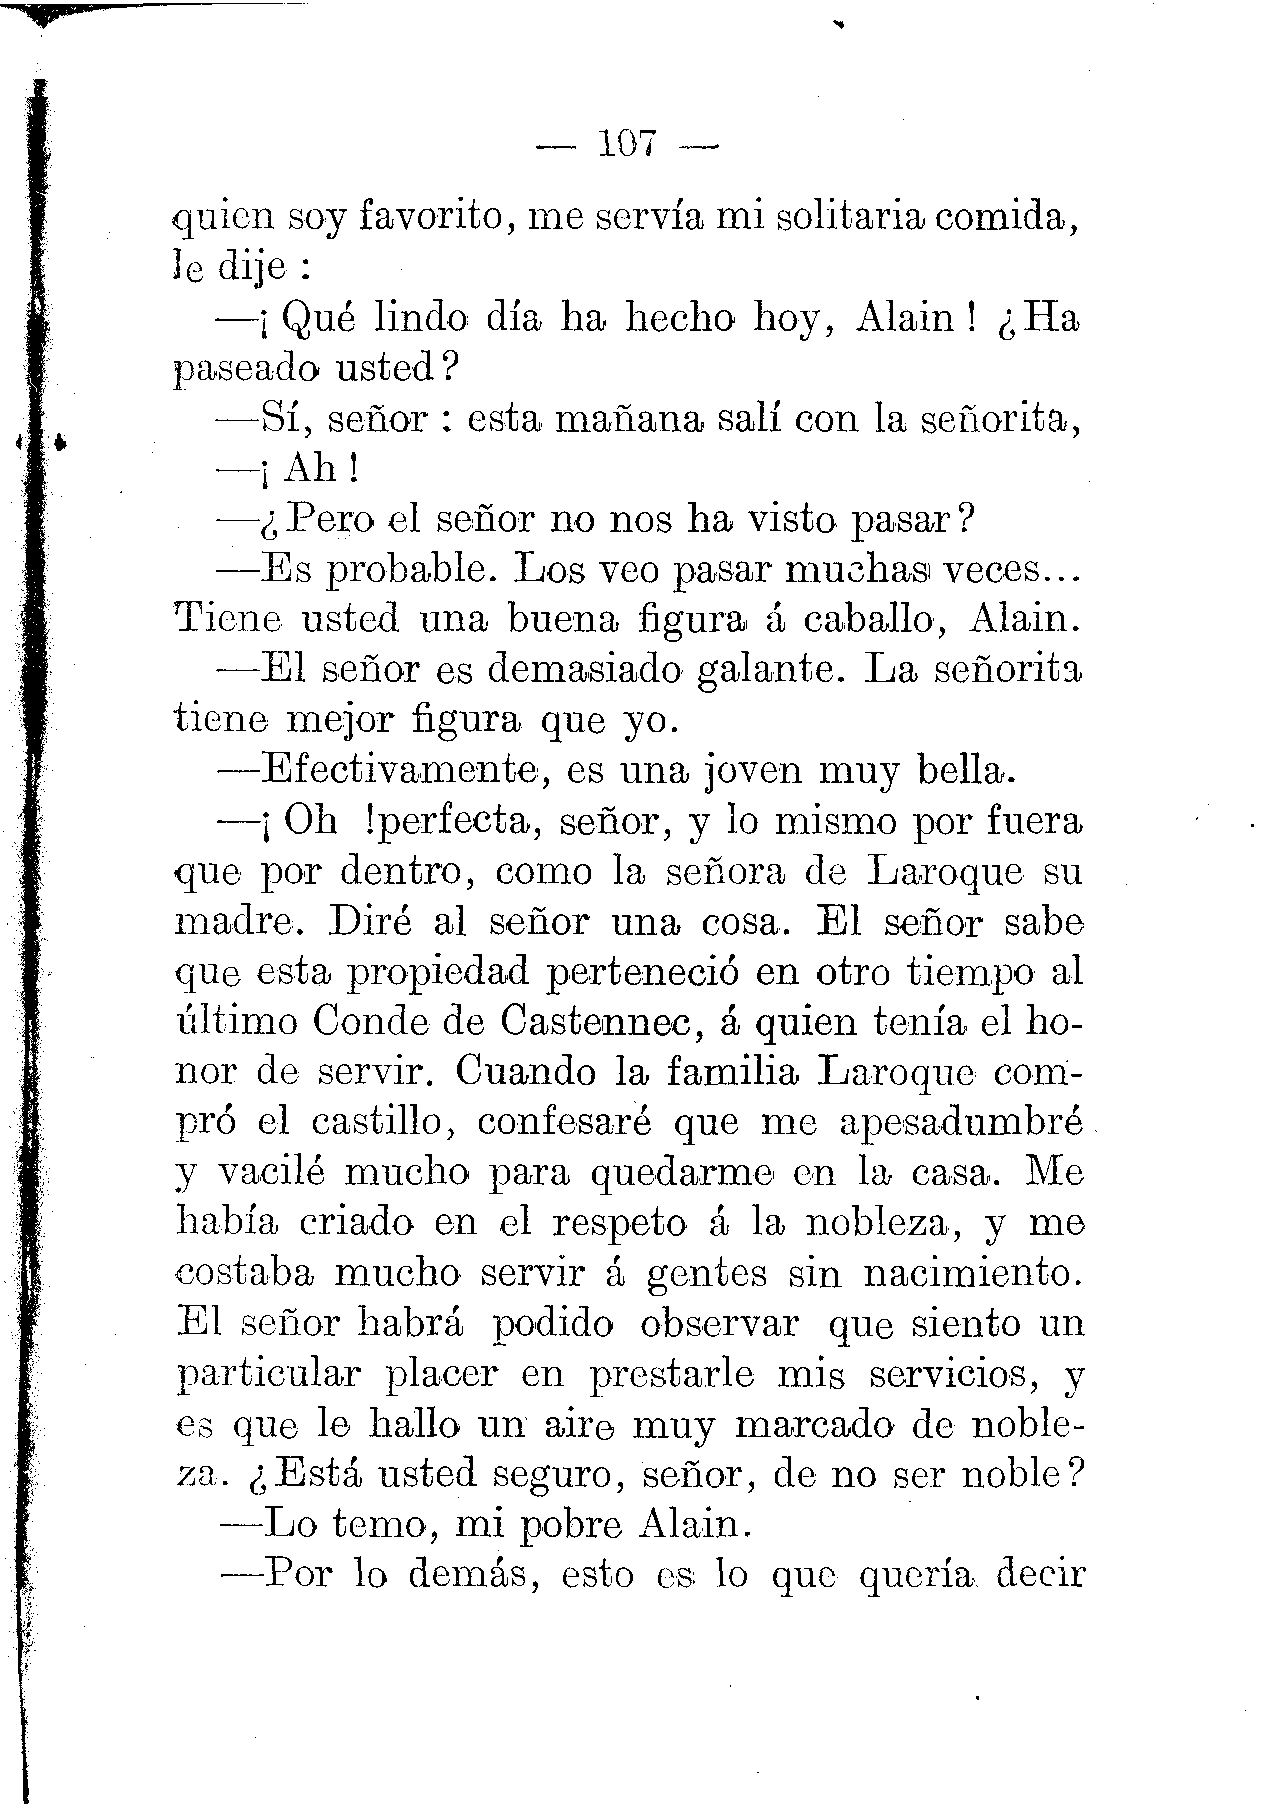 — 107 —
quien soy favorito, me servía mi solitaria comida,
le dije :
—¡ Qué lindo día ha hecho hoy, Alain ! ¿ Ha
paseado usted ?
—Sí, señor : esta mañana salí con la señorita,
—¡ Ah !
—¿ Pero el señor no nos ha visto pasar ?
—Es probable. Los veo pasar muchas veces...
Tiene usted una buena figura á caballo, Alain.
—El señor es demasiado galante. La señorita
tiene mejor figura que yo.
—Efectivamente, es una joven muy bella.
—¡ Oh !perfecta, señor, y lo mismo por fuera
que por dentro, como la señora de Laroque su
madre. Diré al señor una cosa. El señor sabe
que esta propiedad perteneció en otro tiempo al
último Conde de Castennec, á quien tenía el ho-
nor de servir. Cuando la familia Laroque com-
pró el castillo, confesaré que me apesadumbré
y vacilé mucho para quedarme en la casa. Me
había criado en el respeto á la nobleza, y me
costaba mucho servir á gentes sin nacimiento.
El señor habrá podido observar que siento un
particular placer en prestarle mis servicios, y
es que le hallo un aire muy marcado de noble-
za. ¿ Está usted seguro, señor, de no ser noble ?
—Lo temo, mi pobre Alain.
—Por lo demás, esto es lo que quería decir